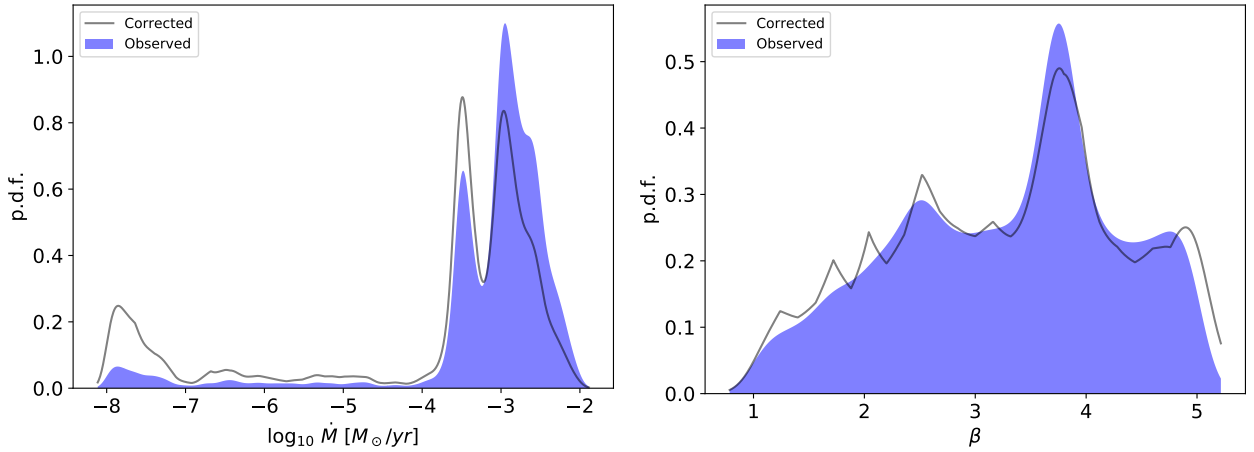 Corrected
Observed
p.d.f.
1.0
0.8
0.6
0.4
0.2
0.0
−8 −7 −6 −5 −4 −3 −2
log₁₀ Ṁ [M⊙/yr]
Corrected
Observed
p.d.f.
0.5
0.4
0.3
0.2
0.1
0.0
1 2 3 4 5
β